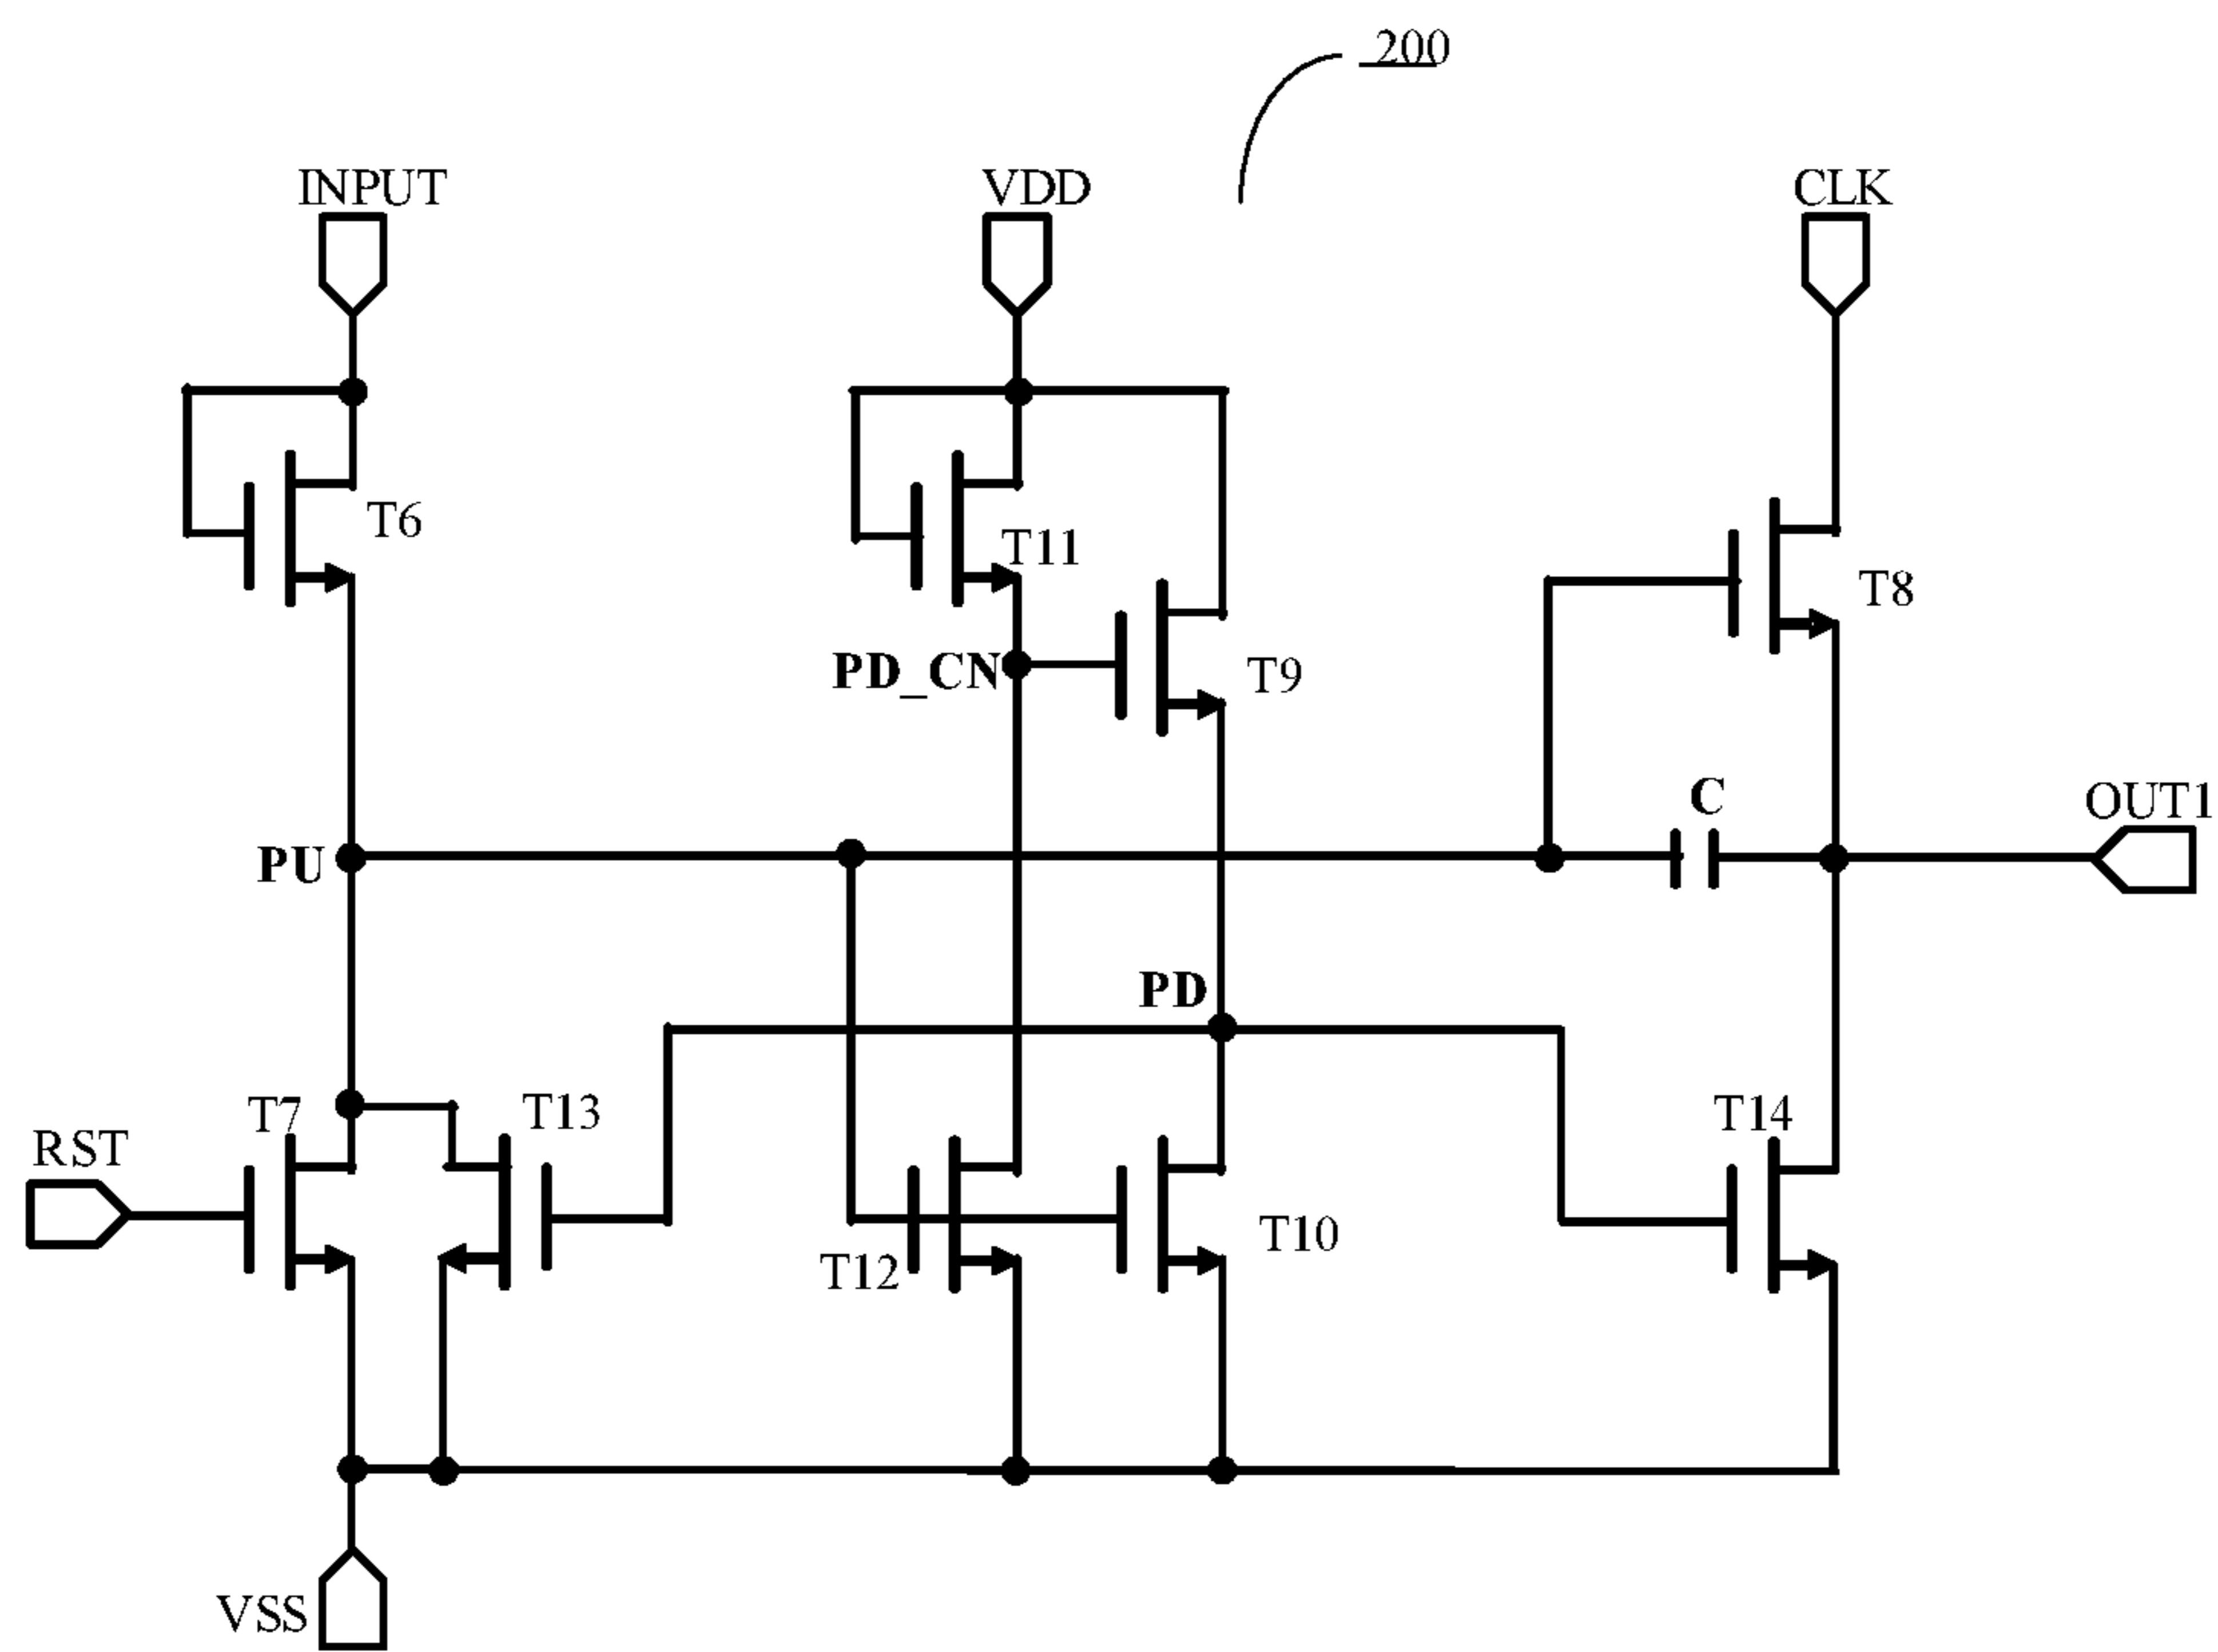 200
INPUT
VDD
CLK
T6
T11
T8
PD_CN
T9
C
OUT1
PU
PD
T7
T13
T14
RST
T12
T10
VSS